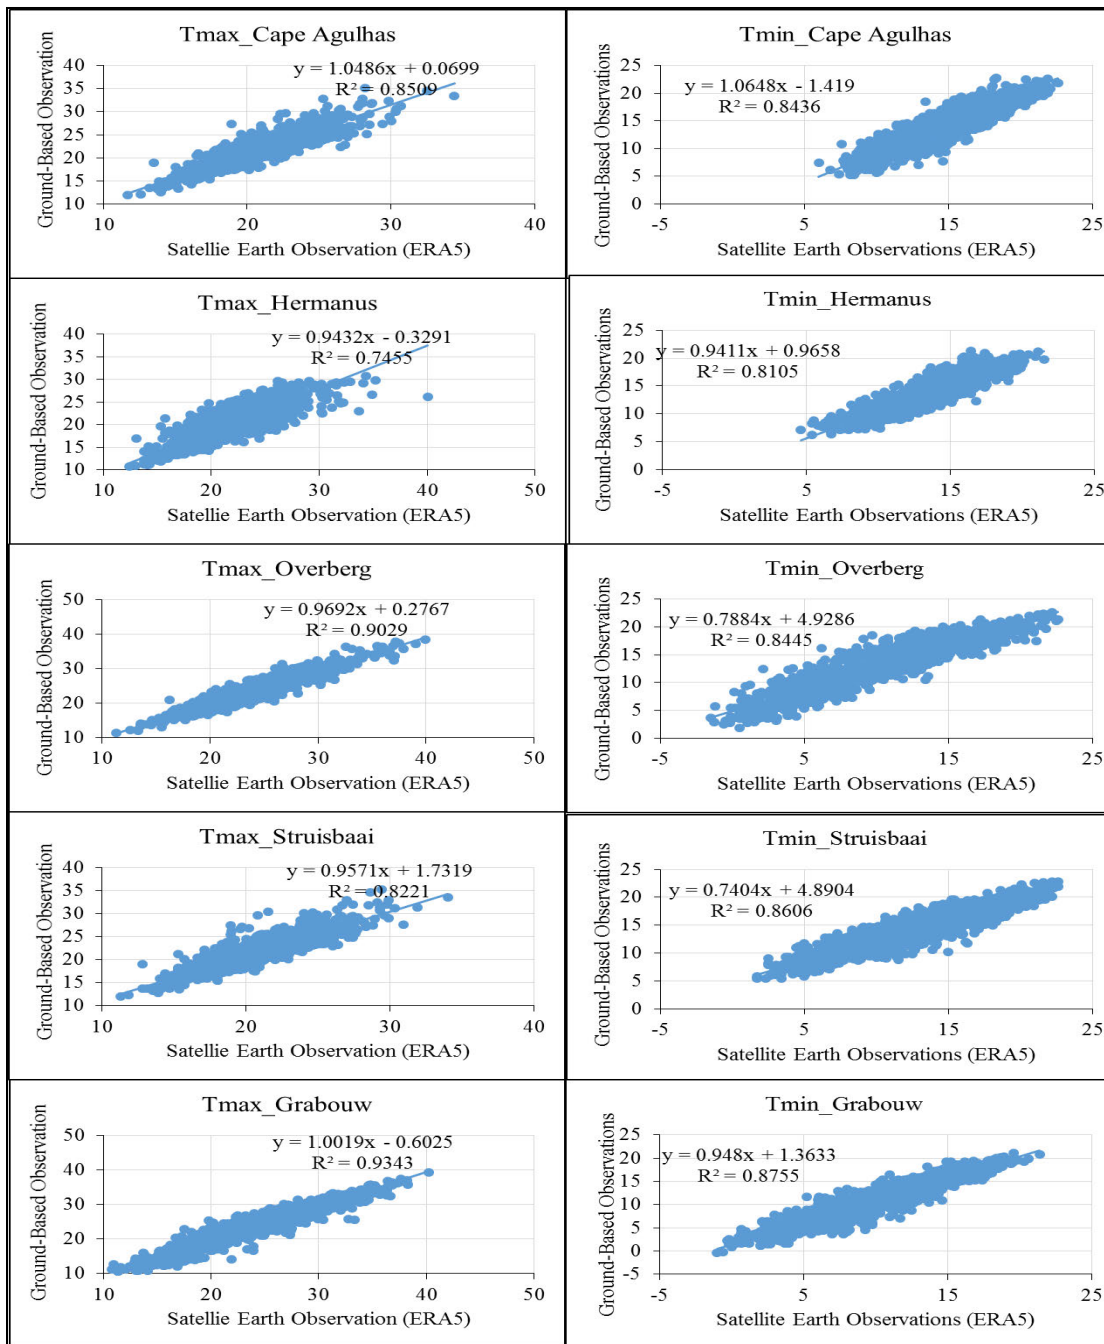 Tmax_Cape Agulhas
y = 1.0486x + 0.0699
R² = 0.8509
Ground-Based Observation
40
35
30
25
20
15
10
10 20 30 40
Satellie Earth Observation (ERA5)
Tmin_Cape Agulhas
y = 1.0648x - 1.419
R² = 0.8436
Ground-Based Observations
25
20
15
10
5
0
-5 5 15 25
Satellite Earth Observations (ERA5)
Tmax_Hermanus
y = 0.9432x - 0.3291
R² = 0.7455
Ground-Based Observation
40
35
30
25
20
15
10
10 20 30 40 50
Satellie Earth Observation (ERA5)
Tmin_Hermanus
y = 0.9411x + 0.9658
R² = 0.8105
Ground-Based Observations
25
20
15
10
5
0
-5 5 15 25
Satellite Earth Observations (ERA5)
Tmax_Overberg
y = 0.9692x + 0.2767
R² = 0.9029
Ground-Based Observation
50
40
30
20
10
10 20 30 40 50
Satellie Earth Observation (ERA5)
Tmin_Overberg
y = 0.7884x + 4.9286
R² = 0.8445
Ground-Based Observations
25
20
15
10
5
0
-5 5 15 25
Satellite Earth Observations (ERA5)
Tmax_Struisbaai
y = 0.9571x + 1.7319
R² = 0.8221
Ground-Based Observation
40
35
30
25
20
15
10
10 20 30 40
Satellie Earth Observation (ERA5)
Tmin_Struisbaai
y = 0.7404x + 4.8904
R² = 0.8606
Ground-Based Observations
25
20
15
10
5
0
-5 5 15 25
Satellite Earth Observations (ERA5)
Tmax_Grabouw
y = 1.0019x - 0.6025
R² = 0.9343
Ground-Based Observation
50
40
30
20
10
10 20 30 40 50
Satellie Earth Observation (ERA5)
Tmin_Grabouw
y = 0.948x + 1.3633
R² = 0.8755
Ground-Based Observations
25
20
15
10
5
0
-5
-5 5 15 25
Satellite Earth Observations (ERA5)